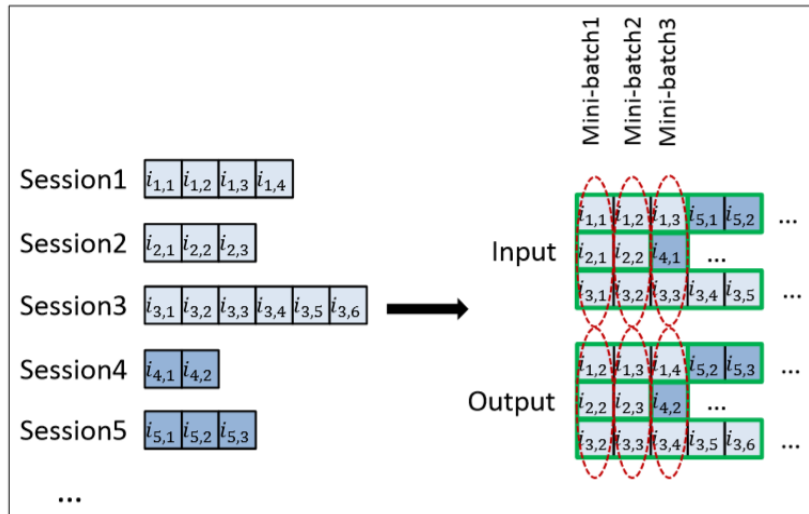 Mini-batch1
Mini-batch2
Mini-batch3
Session1 i1,1 i1,2 i1,3 i1,4
Session2 i2,1 i2,2 i2,3
Session3 i3,1 i3,2 i3,3 i3,4 i3,5 i3,6
Session4 i4,1 i4,2
Session5 i5,1 i5,2 i5,3
...
Input
i1,1 i1,2 i1,3 i5,1 i5,2 ...
i2,1 i2,2 i4,1 ...
i3,1 i3,2 i3,3 i3,4 i3,5 ...
Output
i1,2 i1,3 i1,4 i5,2 i5,3 ...
i2,2 i2,3 i4,2 ...
i3,2 i3,3 i3,4 i3,5 i3,6 ...